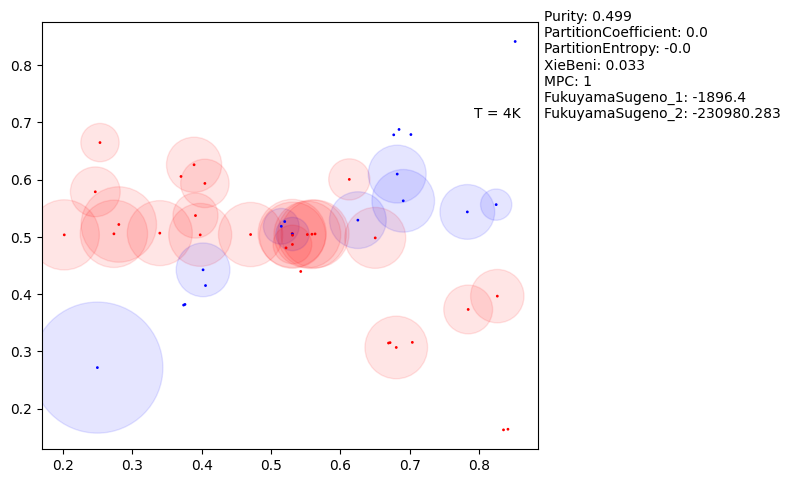 Purity: 0.499
PartitionCoefficient: 0.0
PartitionEntropy: -0.0
XieBeni: 0.033
MPC: 1
FukuyamaSugeno_1: -1896.4
FukuyamaSugeno_2: -230980.283
T = 4K
0.8
0.7
0.6
0.5
0.4
0.3
0.2
0.2 0.3 0.4 0.5 0.6 0.7 0.8